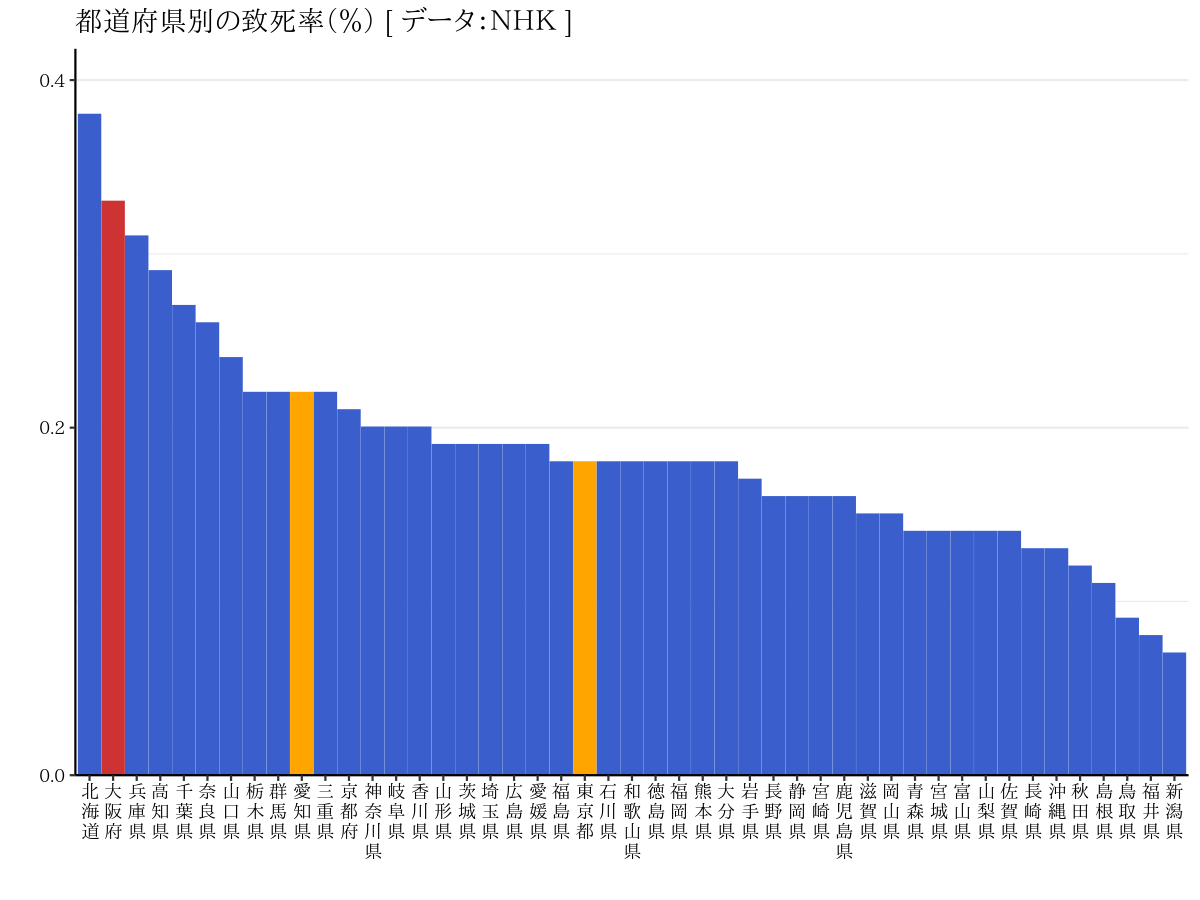 都道府県別の致死率(%) [ データ:NHK ]
0.4
0.2
0.0
北海道
大阪府
兵庫県
高知県
千葉県
奈良県
山口県
栃木県
群馬県
愛知県
三重県
京都府
神奈川県
岐阜県
香川県
山形県
茨城県
埼玉県
広島県
愛媛県
福島県
東京都
石川県
和歌山県
徳島県
福岡県
熊本県
大分県
岩手県
長野県
静岡県
宮崎県
鹿児島県
滋賀県
岡山県
青森県
宮城県
富山県
山梨県
佐賀県
長崎県
沖縄県
秋田県
島根県
鳥取県
福井県
新潟県